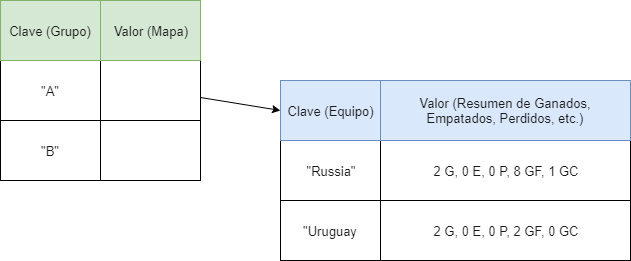 Clave (Grupo)
Valor (Mapa)
"A"
"B"
Clave (Equipo)
Valor (Resumen de Ganados,
Empatados, Perdidos, etc.)
"Russia"
2 G, 0 E, 0 P, 8 GF, 1 GC
"Uruguay
2 G, 0 E, 0 P, 2 GF, 0 GC